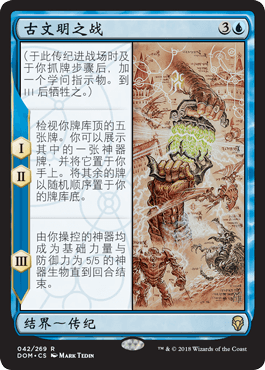 古文明之战 3
（于此传纪进战场时及
于你抓牌步骤后，加
一个学问指示物。到
III 后牺牲之。）
I
II
检视你牌库顶的五
张牌。你可以展示
其中的一张神器
牌，并将它置于你
手上。将其余的牌
以随机顺序置于你
的牌库底。
III
由你操控的神器均
成为基础力量与
防御力为 5/5 的神
器生物直到回合结
束。
结界～传纪
042/269 R
DOM • CS MARK TEDIN
™ & © 2018 Wizards of the Coast